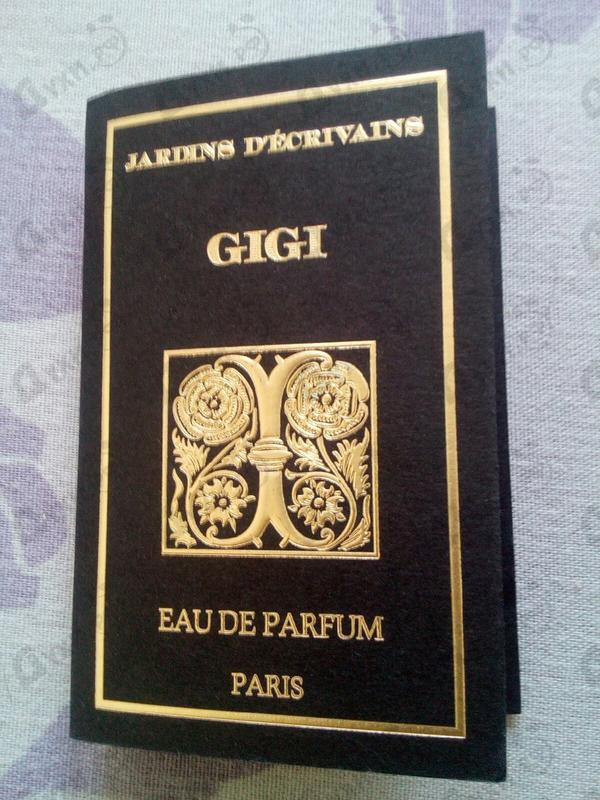 JARDINS D'ÉCRIVAINS
GIGI
EAU DE PARFUM
PARIS